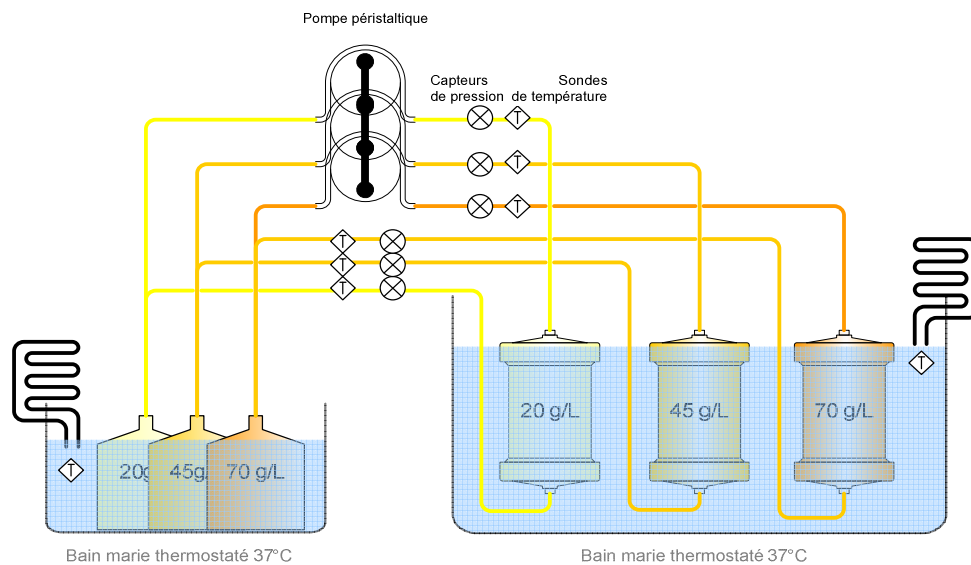 Pompe péristaltique
Capteurs
de pression
Sondes
de température
T
T
T
T
T
T
T
T
20 g/L
45 g/L
70 g/L
20g
45g/
70 g/L
Bain marie thermostaté 37°C
Bain marie thermostaté 37°C